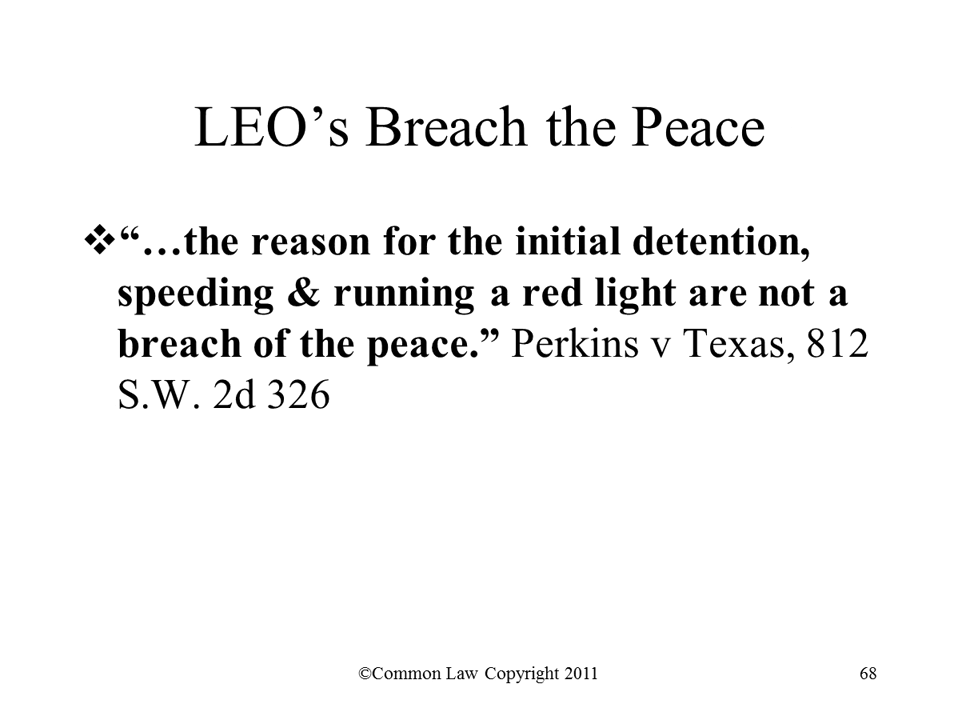 LEO’s Breach the Peace
❖“…the reason for the initial detention,
speeding & running a red light are not a
breach of the peace.” Perkins v Texas, 812
S.W. 2d 326
©Common Law Copyright 2011
68